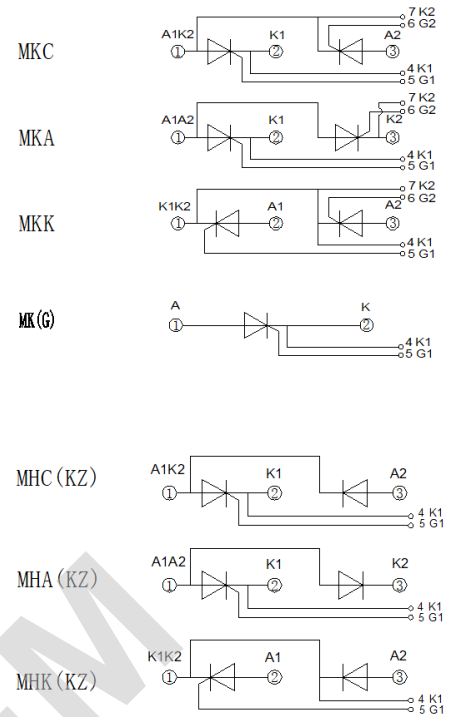 7 K2
6 G2
A1K2 K1 A2
MKC ① ② ③
4 K1
5 G1
7 K2
6 G2
A1A2 K1 K2
MKA ① ② ③
4 K1
5 G1
7 K2
6 G2
K1K2 A1 A2
MKK ① ② ③
4 K1
5 G1
A K
MK(G) ① ②
4 K1
5 G1
A1K2 K1 A2
MHC(KZ) ① ② ③
4 K1
5 G1
A1A2 K1 K2
MHA(KZ) ① ② ③
4 K1
5 G1
K1K2 A1 A2
MHK(KZ) ① ② ③
4 K1
5 G1